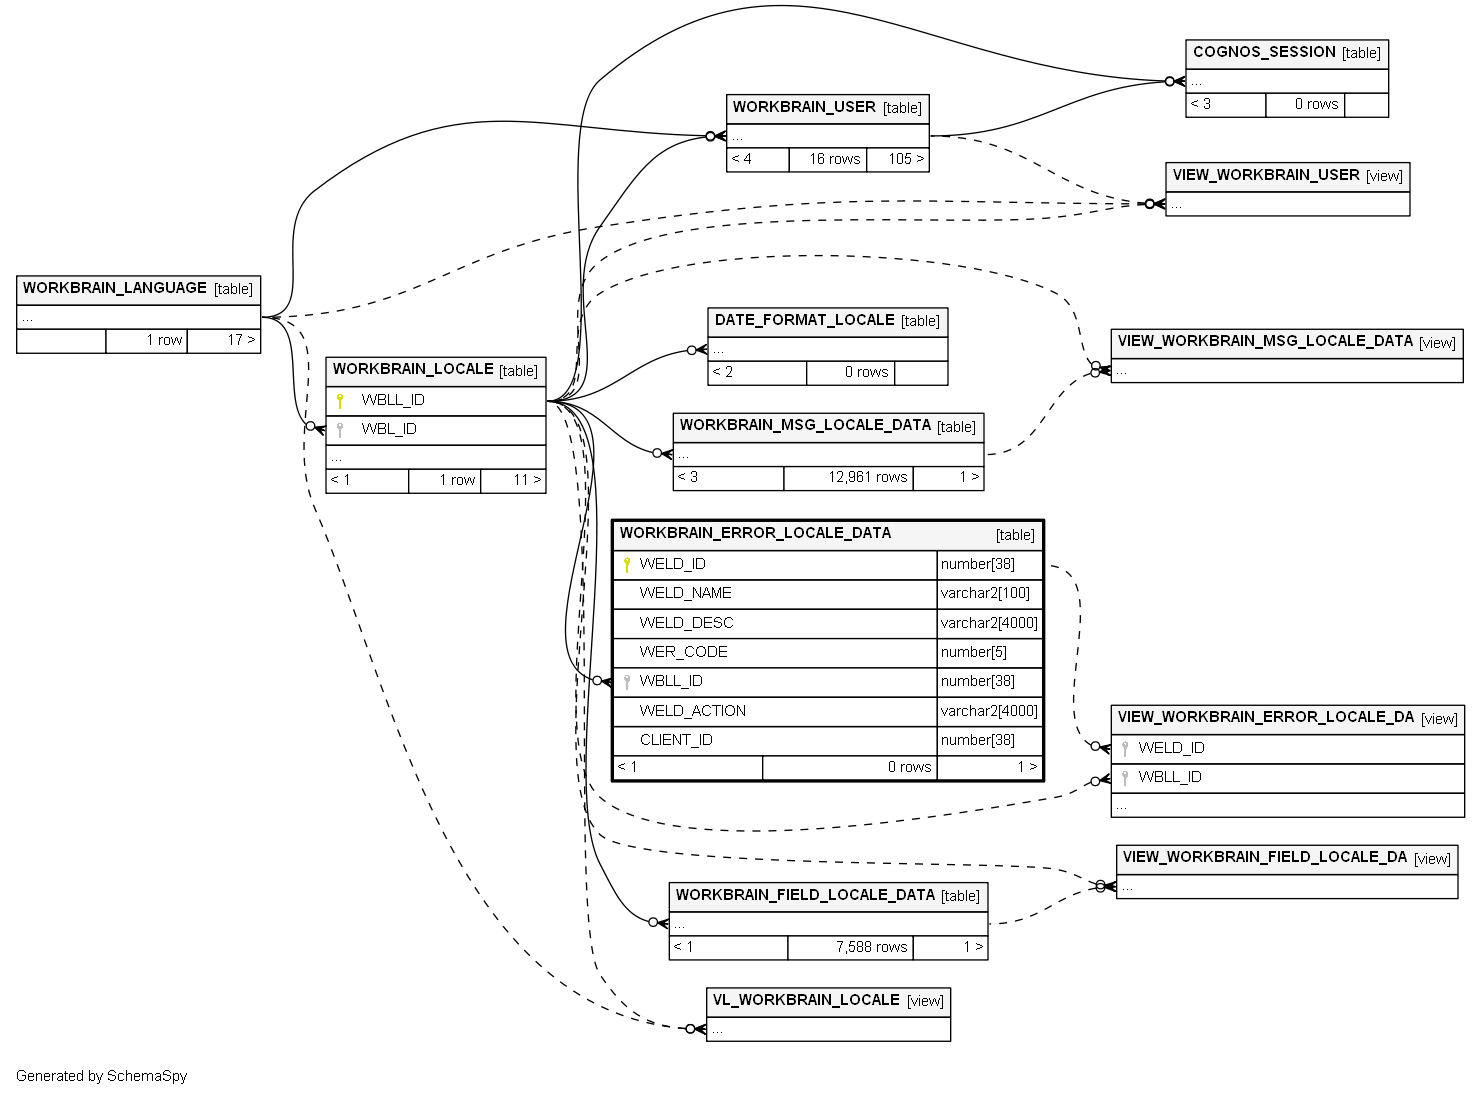 COGNOS_SESSION [table]
...
< 3 0 rows
WORKBRAIN_USER [table]
...
< 4 16 rows 105 >
VIEW_WORKBRAIN_USER [view]
...
WORKBRAIN_LANGUAGE [table]
...
1 row 17 >
DATE_FORMAT_LOCALE [table]
...
< 2 0 rows
VIEW_WORKBRAIN_MSG_LOCALE_DATA [view]
...
WORKBRAIN_LOCALE [table]
WBLL_ID
WBL_ID
...
< 1 1 row 11 >
WORKBRAIN_MSG_LOCALE_DATA [table]
...
< 3 12,961 rows 1 >
WORKBRAIN_ERROR_LOCALE_DATA [table]
WELD_ID number[38]
WELD_NAME varchar2[100]
WELD_DESC varchar2[4000]
WER_CODE number[5]
WBLL_ID number[38]
WELD_ACTION varchar2[4000]
CLIENT_ID number[38]
< 1 0 rows 1 >
VIEW_WORKBRAIN_ERROR_LOCALE_DA [view]
WELD_ID
WBLL_ID
...
VIEW_WORKBRAIN_FIELD_LOCALE_DA [view]
...
WORKBRAIN_FIELD_LOCALE_DATA [table]
...
< 1 7,588 rows 1 >
VL_WORKBRAIN_LOCALE [view]
...
Generated by SchemaSpy